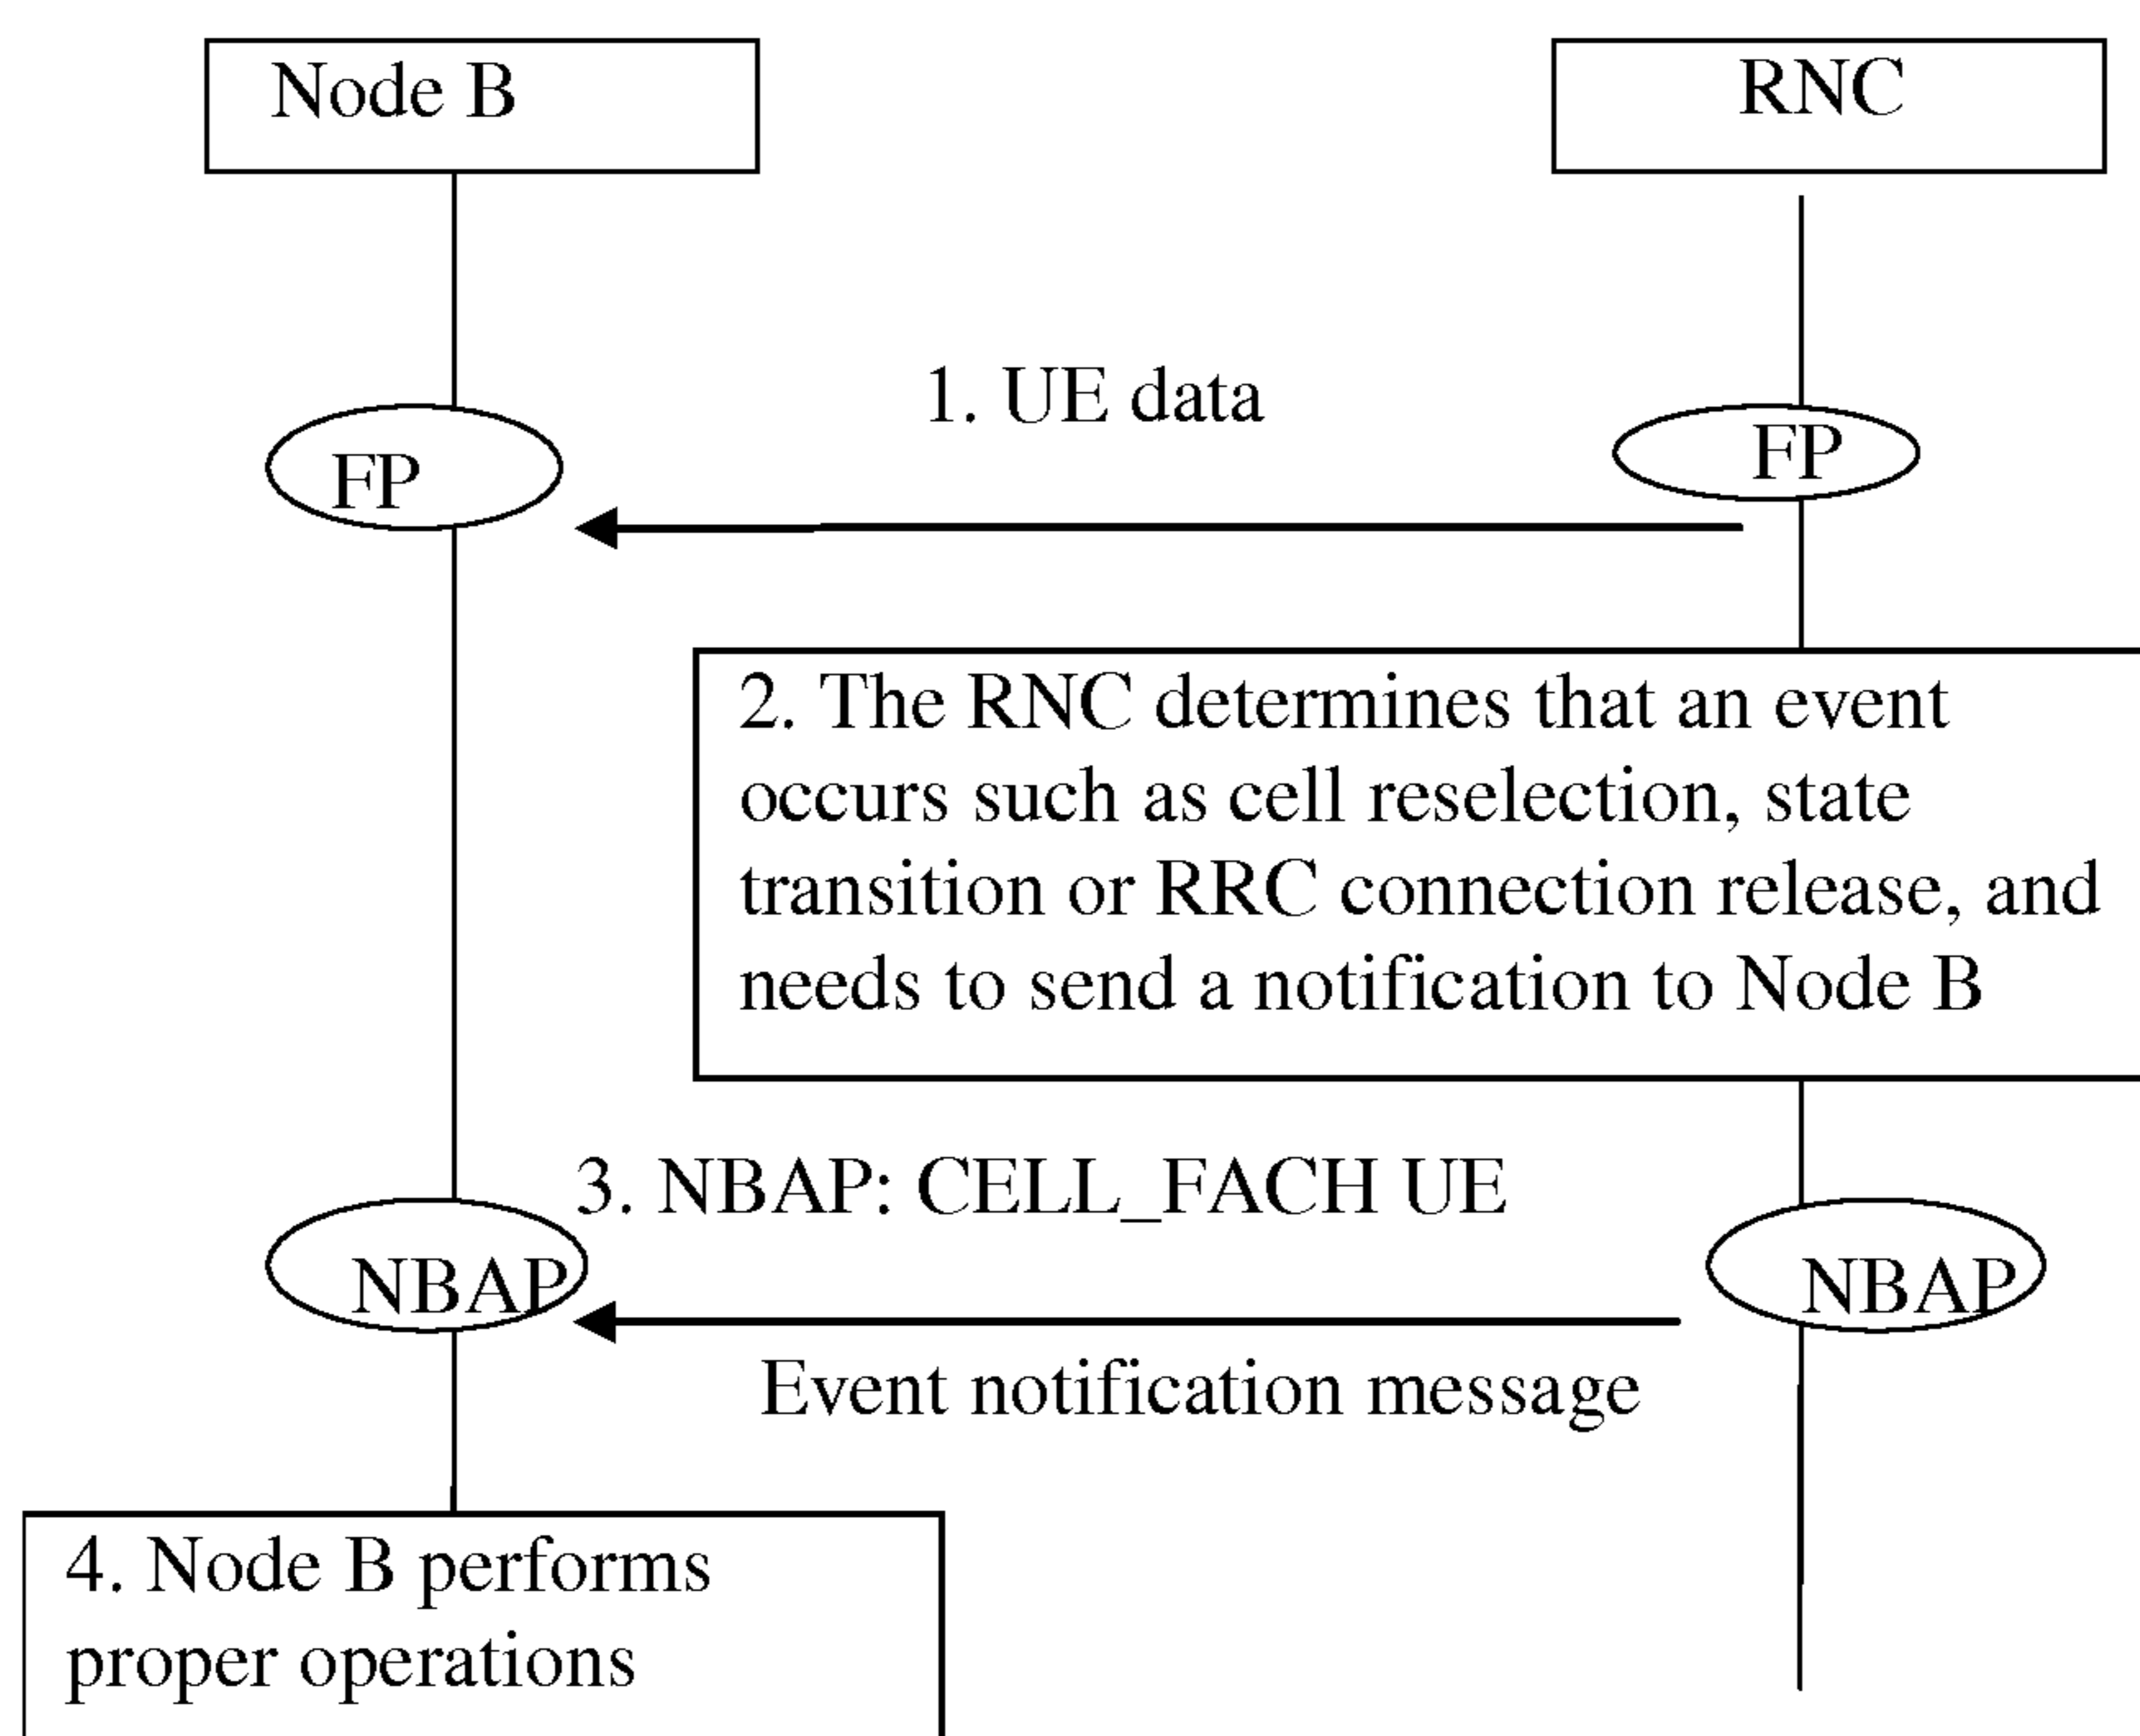 Node B
RNC
1. UE data
FP
FP
2. The RNC determines that an event
occurs such as cell reselection, state
transition or RRC connection release, and
needs to send a notification to Node B
3. NBAP: CELL_FACH UE
NBAP
NBAP
Event notification message
4. Node B performs
proper operations